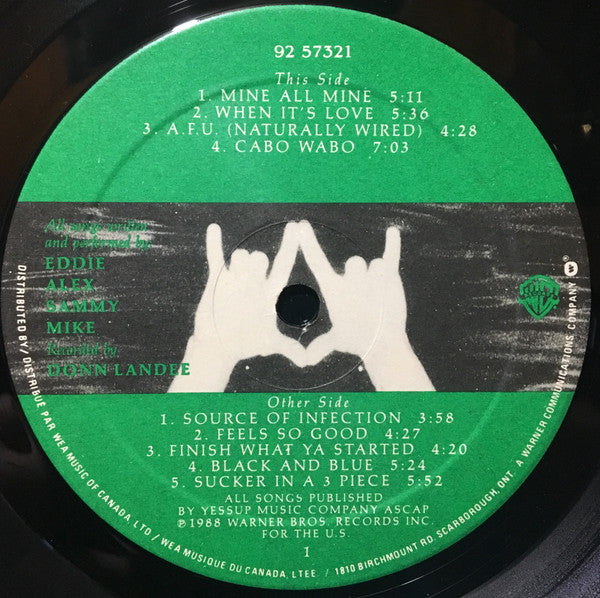 92 57321
This Side
1. MINE ALL MINE 5:11
2. WHEN IT'S LOVE 5:36
3. A.F.U. (NATURALLY WIRED) 4:28
4. CABO WABO 7:03
All songs written
and performed by:
EDDIE
ALEX
SAMMY
MIKE
Recorded by
DONN LANDEE
Other Side
1. SOURCE OF INFECTION 3:58
2. FEELS SO GOOD 4:27
3. FINISH WHAT YA STARTED 4:20
4. BLACK AND BLUE 5:24
5. SUCKER IN A 3 PIECE 5:52
ALL SONGS PUBLISHED
BY YESSUP MUSIC COMPANY ASCAP
℗1988 WARNER BROS. RECORDS INC.
FOR THE U.S.
1
DISTRIBUTED BY / DISTRIBUÉ PAR WEA MUSIC OF CANADA, LTD / WEA MUSIQUE DU CANADA, LTEE / 1810 BIRCHMOUNT RD. SCARBOROUGH, ONT. A WARNER COMMUNICATIONS COMPANY ®